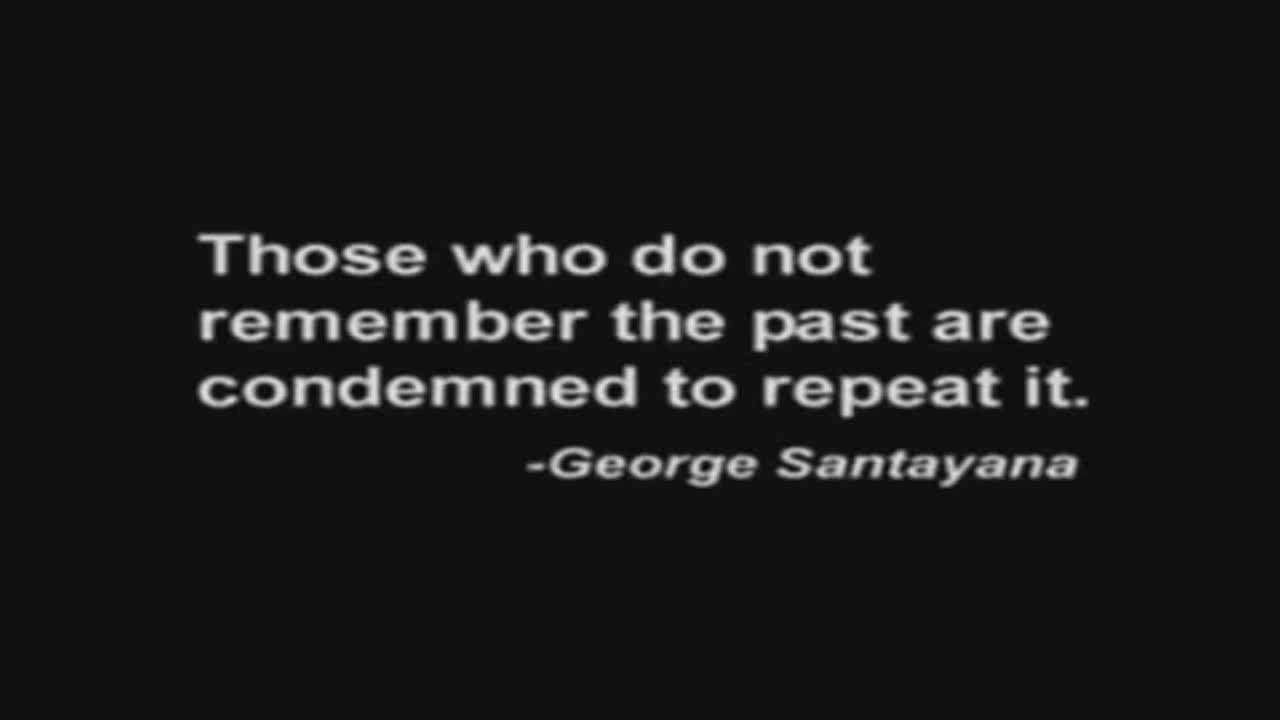 Those who do not
remember the past are
condemned to repeat it.
-George Santayana